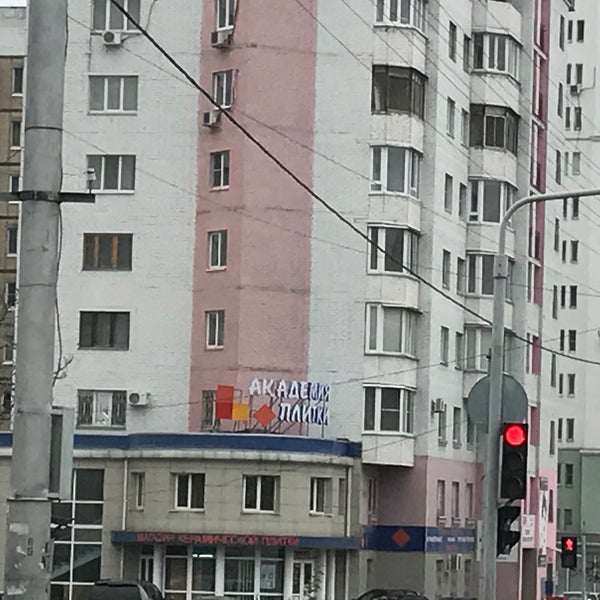 АКАДЕМИЯ
ПЛИТКИ
МАГАЗИН КЕРАМИЧЕСКОЙ ПЛИТКИ